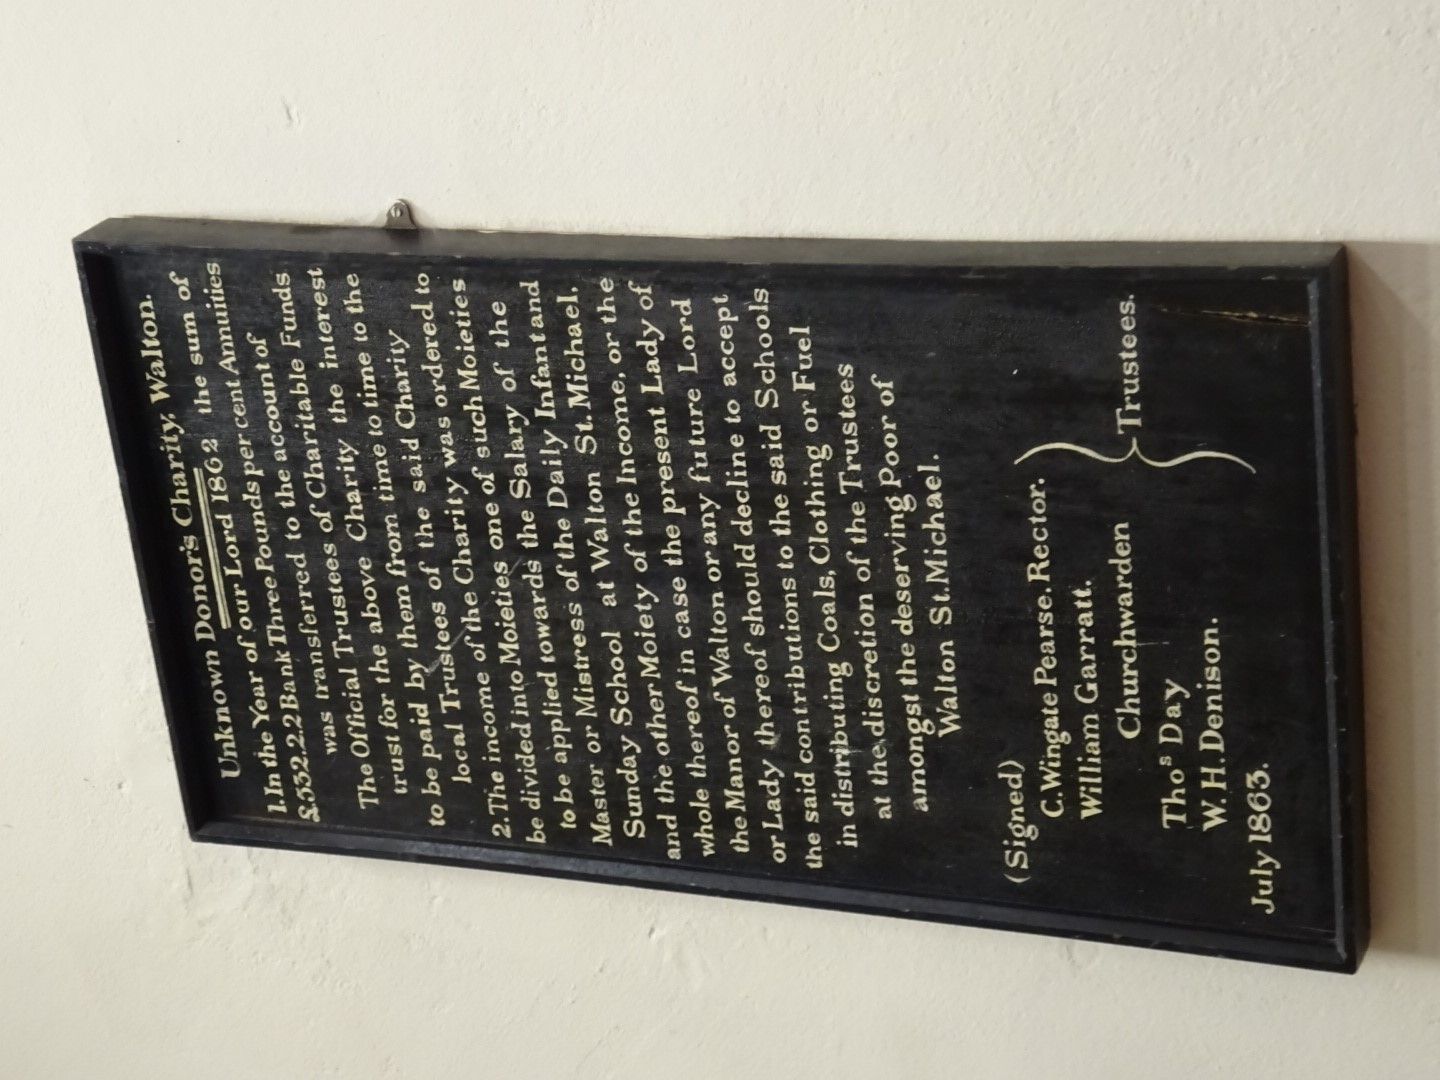 Unknown Donor's Charity, Walton.
1. In the Year of our Lord 1862 the sum of
£332.2.2 Bank Three Pounds per cent Annuities
was transferred to the account of
The Official Trustees of Charitable Funds
trust for the above Charity the interest
to be paid by them from time to time to the
local Trustees of the said Charity
2. The income of the Charity was ordered to
be divided into Moieties one of such Moieties
to be applied towards the Salary of the
Master or Mistress of the Daily Infant and
Sunday School at Walton St. Michael,
and the other Moiety of the Income, or the
whole thereof in case the present Lady of
the Manor of Walton or any future Lord
or Lady thereof should decline to accept
the said contributions to the said Schools
in distributing Coals, Clothing or Fuel
at the discretion of the Trustees
amongst the deserving Poor of
Walton St. Michael.
(Signed)
C. Wingate Pearse, Rector.
William Garratt.
Churchwarden
Thos Day
W. H. Denison.
Trustees.
July 1863.